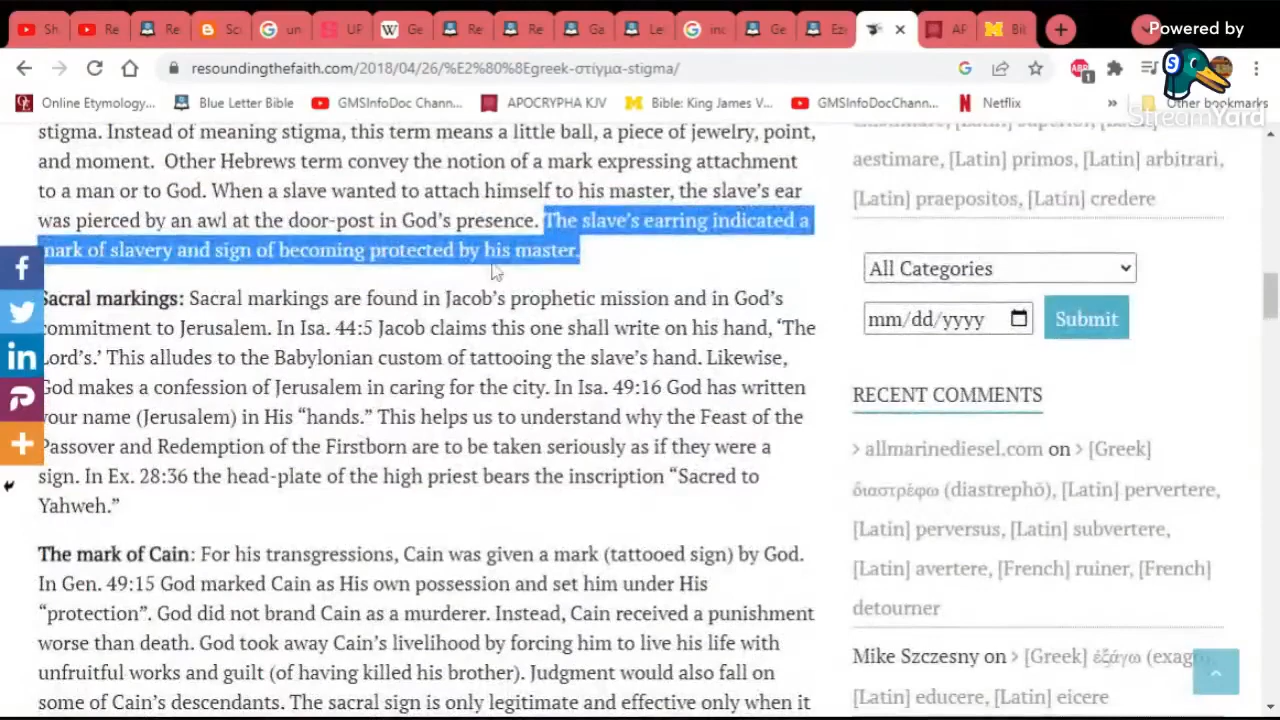 Powered by
StreamYard
Sh
Re
Re
Sc
un
UF
Ge
Re
Re
Ga
Le
inc
Ge
Eze
AP
Bil
resoundingthefaith.com/2018/04/26/%E2%80%8Egreek-στίγμα-stigma/
Online Etymology...
Blue Letter Bible
GMSInfoDoc Chann...
APOCRYPHA KJV
Bible: King James V...
GMSInfoDoc Chann...
Netflix
»
Other bookmarks
stigma. Instead of meaning stigma, this term means a little ball, a piece of jewelry, point,
and moment. Other Hebrews term convey the notion of a mark expressing attachment
to a man or to God. When a slave wanted to attach himself to his master, the slave's ear
was pierced by an awl at the door-post in God's presence. The slave's earring indicated a
mark of slavery and sign of becoming protected by his master.
Sacral markings: Sacral markings are found in Jacob's prophetic mission and in God's
commitment to Jerusalem. In Isa. 44:5 Jacob claims this one shall write on his hand, 'The
Lord's.' This alludes to the Babylonian custom of tattooing the slave's hand. Likewise,
God makes a confession of Jerusalem in caring for the city. In Isa. 49:16 God has written
your name (Jerusalem) in His “hands.” This helps us to understand why the Feast of the
Passover and Redemption of the Firstborn are to be taken seriously as if they were a
sign. In Ex. 28:36 the head-plate of the high priest bears the inscription “Sacred to
Yahweh.”
The mark of Cain: For his transgressions, Cain was given a mark (tattooed sign) by God.
In Gen. 49:15 God marked Cain as His own possession and set him under His
“protection”. God did not brand Cain as a murderer. Instead, Cain received a punishment
worse than death. God took away Cain's livelihood by forcing him to live his life with
unfruitful works and guilt (of having killed his brother). Judgment would also fall on
some of Cain's descendants. The sacral sign is only legitimate and effective only when it
aestimare, [Latin] primos, [Latin] arbitrari,
[Latin] praepositos, [Latin] credere
All Categories
mm/dd/yyyy
Submit
RECENT COMMENTS
> allmarinediesel.com on > [Greek]
διαστρέφω (diastrephō), [Latin] pervertere,
[Latin] perversus, [Latin] subvertere,
[Latin] avertere, [French] ruiner, [French]
detourner
Mike Szczesny on > [Greek] ἐξάγω (exago
[Latin] educere, [Latin] eicere